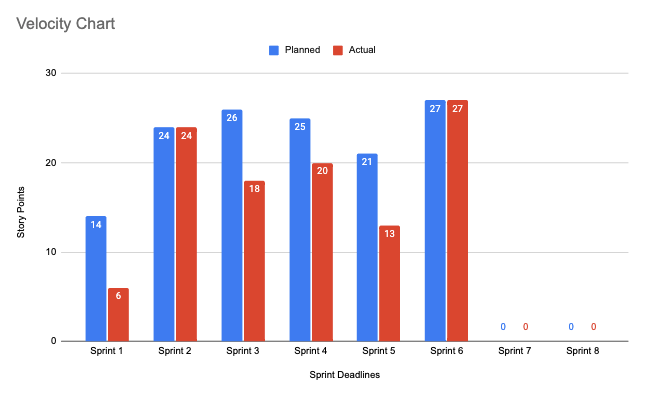 Velocity Chart
Planned Actual
30
20
10
0
Story Points
14 6 24 24 26 18 25 20 21 13 27 27 0 0 0 0
Sprint 1 Sprint 2 Sprint 3 Sprint 4 Sprint 5 Sprint 6 Sprint 7 Sprint 8
Sprint Deadlines